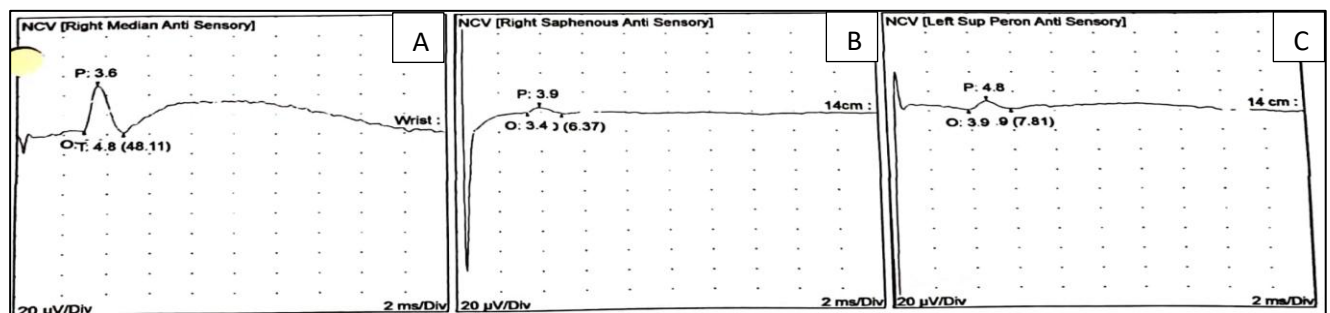 NCV [Right Median Anti Sensory]
A
P: 3.6
Wrist :
O:T: 4.8 (48.11)
20 µV/Div
2 ms/Div
NCV [Right Saphenous Anti Sensory]
B
P: 3.9
14cm :
O: 3.4 (6.37)
20 µV/Div
2 ms/Div
NCV [Left Sup Peron Anti Sensory]
C
P: 4.8
14 cm :
O: 3.9 .9 (7.81)
20 µV/Div
2 ms/Div